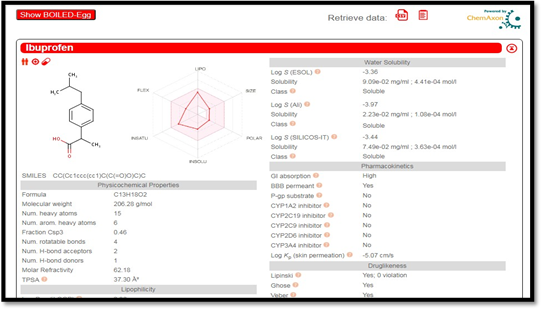 Show BOILED-Egg
Retrieve data:
Powered by
ChemAxon
Ibuprofen
H₃C
CH₃
HO
CH₃
O
LIPO
FLEX
SIZE
INSATU
POLAR
INSOLU
SMILES CC(Cc1ccc(cc1)C(C(=O)O)C)C
Physicochemical Properties
Formula C13H18O2
Molecular weight 206.28 g/mol
Num. heavy atoms 15
Num. arom. heavy atoms 6
Fraction Csp3 0.46
Num. rotatable bonds 4
Num. H-bond acceptors 2
Num. H-bond donors 1
Molar Refractivity 62.18
TPSA 37.30 Å²
Lipophilicity
Water Solubility
Log S (ESOL) -3.36
Solubility 9.09e-02 mg/ml ; 4.41e-04 mol/l
Class Soluble
Log S (Ali) -3.97
Solubility 2.23e-02 mg/ml ; 1.08e-04 mol/l
Class Soluble
Log S (SILICOS-IT) -3.44
Solubility 7.49e-02 mg/ml ; 3.63e-04 mol/l
Class Soluble
Pharmacokinetics
GI absorption High
BBB permeant Yes
P-gp substrate No
CYP1A2 inhibitor No
CYP2C19 inhibitor No
CYP2C9 inhibitor No
CYP2D6 inhibitor No
CYP3A4 inhibitor No
Log Kp (skin permeation) -5.07 cm/s
Druglikeness
Lipinski Yes; 0 violation
Ghose Yes
Veber Yes